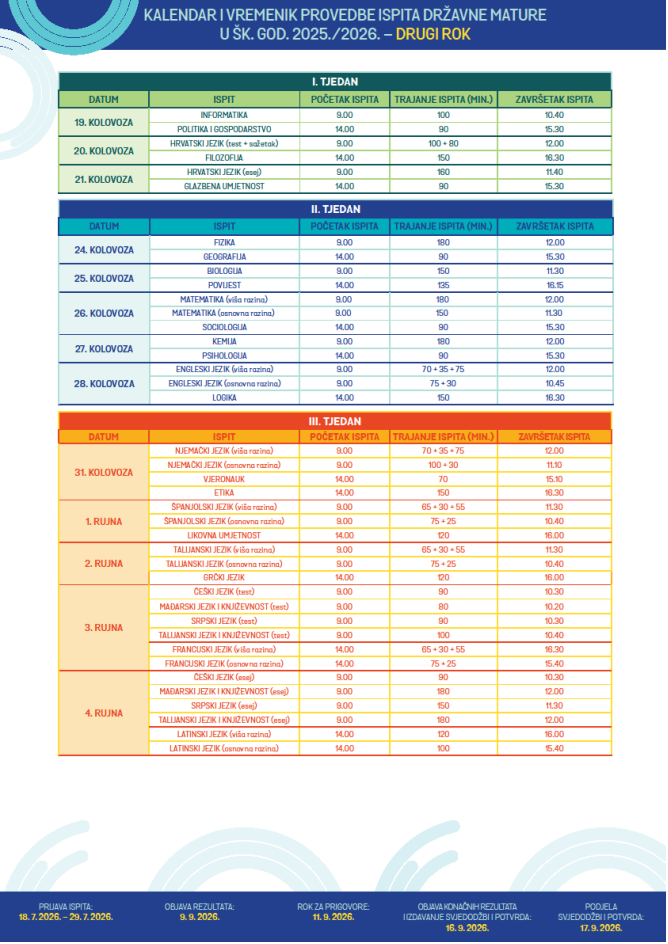 KALENDAR I VREMENIK PROVEDBE ISPITA DRŽAVNE MATURE
U ŠK. GOD. 2025./2026. – DRUGI ROK
I. TJEDAN
DATUM ISPIT POČETAK ISPITA TRAJANJE ISPITA (MIN.) ZAVRŠETAK ISPITA
19. KOLOVOZA INFORMATIKA 9.00 100 10.40
POLITIKA I GOSPODARSTVO 14.00 90 15.30
20. KOLOVOZA HRVATSKI JEZIK (test + sažetak) 9.00 100 + 80 12.00
FILOZOFIJA 14.00 150 16.30
21. KOLOVOZA HRVATSKI JEZIK (esej) 9.00 160 11.40
GLAZBENA UMJETNOST 14.00 90 15.30
II. TJEDAN
DATUM ISPIT POČETAK ISPITA TRAJANJE ISPITA (MIN.) ZAVRŠETAK ISPITA
24. KOLOVOZA FIZIKA 9.00 180 12.00
GEOGRAFIJA 14.00 90 15.30
25. KOLOVOZA BIOLOGIJA 9.00 150 11.30
POVIJEST 14.00 135 16.15
26. KOLOVOZA MATEMATIKA (viša razina) 9.00 180 12.00
MATEMATIKA (osnovna razina) 9.00 150 11.30
SOCIOLOGIJA 14.00 90 15.30
27. KOLOVOZA KEMIJA 9.00 180 12.00
PSIHOLOGIJA 14.00 90 15.30
28. KOLOVOZA ENGLESKI JEZIK (viša razina) 9.00 70 + 35 + 75 12.00
ENGLESKI JEZIK (osnovna razina) 9.00 75 + 30 10.45
LOGIKA 14.00 150 16.30
III. TJEDAN
DATUM ISPIT POČETAK ISPITA TRAJANJE ISPITA (MIN.) ZAVRŠETAK ISPITA
31. KOLOVOZA NJEMAČKI JEZIK (viša razina) 9.00 70 + 35 + 75 12.00
NJEMAČKI JEZIK (osnovna razina) 9.00 100 + 30 11.10
VJERONAUK 14.00 70 15.10
ETIKA 14.00 150 16.30
1. RUJNA ŠPANJOLSKI JEZIK (viša razina) 9.00 65 + 30 + 55 11.30
ŠPANJOLSKI JEZIK (osnovna razina) 9.00 75 + 25 10.40
LIKOVNA UMJETNOST 14.00 120 16.00
2. RUJNA TALIJANSKI JEZIK (viša razina) 9.00 65 + 30 + 55 11.30
TALIJANSKI JEZIK (osnovna razina) 9.00 75 + 25 10.40
GRČKI JEZIK 14.00 120 16.00
3. RUJNA ČEŠKI JEZIK (test) 9.00 90 10.30
MAĐARSKI JEZIK I KNJIŽEVNOST (test) 9.00 80 10.20
SRPSKI JEZIK (test) 9.00 90 10.30
TALIJANSKI JEZIK I KNJIŽEVNOST (test) 9.00 100 10.40
FRANCUSKI JEZIK (viša razina) 14.00 65 + 30 + 55 16.30
FRANCUSKI JEZIK (osnovna razina) 14.00 75 + 25 15.40
4. RUJNA ČEŠKI JEZIK (esej) 9.00 90 10.30
MAĐARSKI JEZIK I KNJIŽEVNOST (esej) 9.00 180 12.00
SRPSKI JEZIK (esej) 9.00 150 11.30
TALIJANSKI JEZIK I KNJIŽEVNOST (esej) 9.00 180 12.00
LATINSKI JEZIK (viša razina) 14.00 120 16.00
LATINSKI JEZIK (osnovna razina) 14.00 100 15.40
PRIJAVA ISPITA:
18. 7. 2026. – 29. 7. 2026.
OBJAVA REZULTATA:
9. 9. 2026.
ROK ZA PRIGOVORE:
11. 9. 2026.
OBJAVA KONAČNIH REZULTATA
I IZDAVANJE SVJEDODŽBI I POTVRDA:
16. 9. 2026.
PODJELA
SVJEDODŽBI I POTVRDA:
17. 9. 2026.